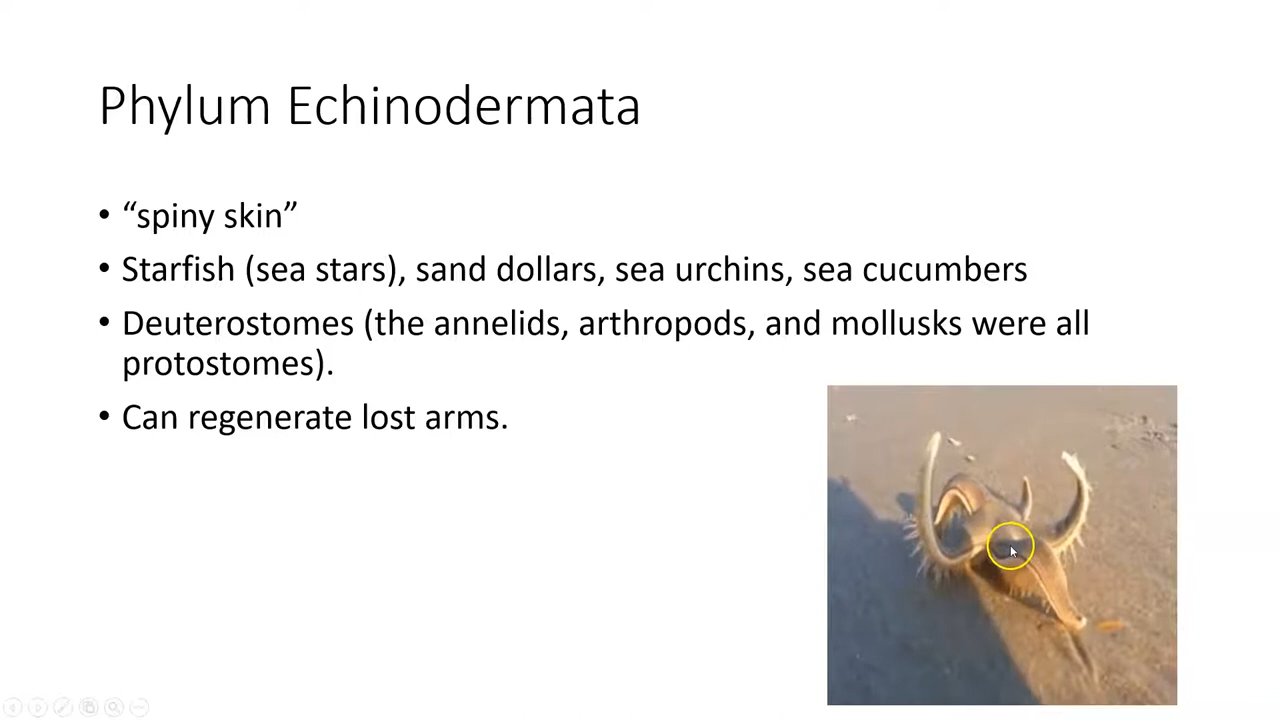 Phylum Echinodermata
• “spiny skin”
• Starfish (sea stars), sand dollars, sea urchins, sea cucumbers
• Deuterostomes (the annelids, arthropods, and mollusks were all
protostomes).
• Can regenerate lost arms.